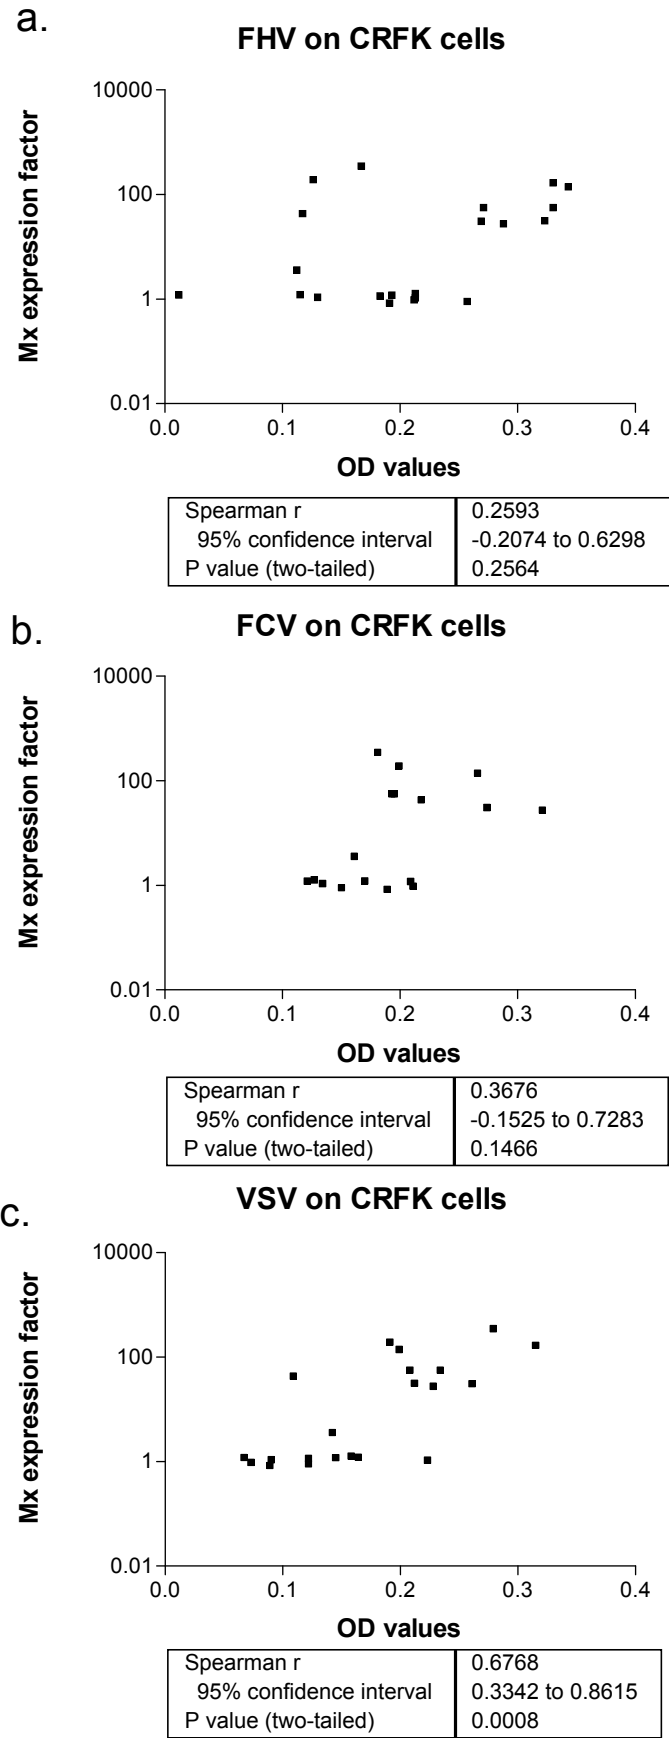 a.
FHV on CRFK cells
Mx expression factor
10000
100
1
0.01
0.0 0.1 0.2 0.3 0.4
OD values
Spearman r 0.2593
95% confidence interval -0.2074 to 0.6298
P value (two-tailed) 0.2564
b.
FCV on CRFK cells
Mx expression factor
10000
100
1
0.01
0.0 0.1 0.2 0.3 0.4
OD values
Spearman r 0.3676
95% confidence interval -0.1525 to 0.7283
P value (two-tailed) 0.1466
c.
VSV on CRFK cells
Mx expression factor
10000
100
1
0.01
0.0 0.1 0.2 0.3 0.4
OD values
Spearman r 0.6768
95% confidence interval 0.3342 to 0.8615
P value (two-tailed) 0.0008